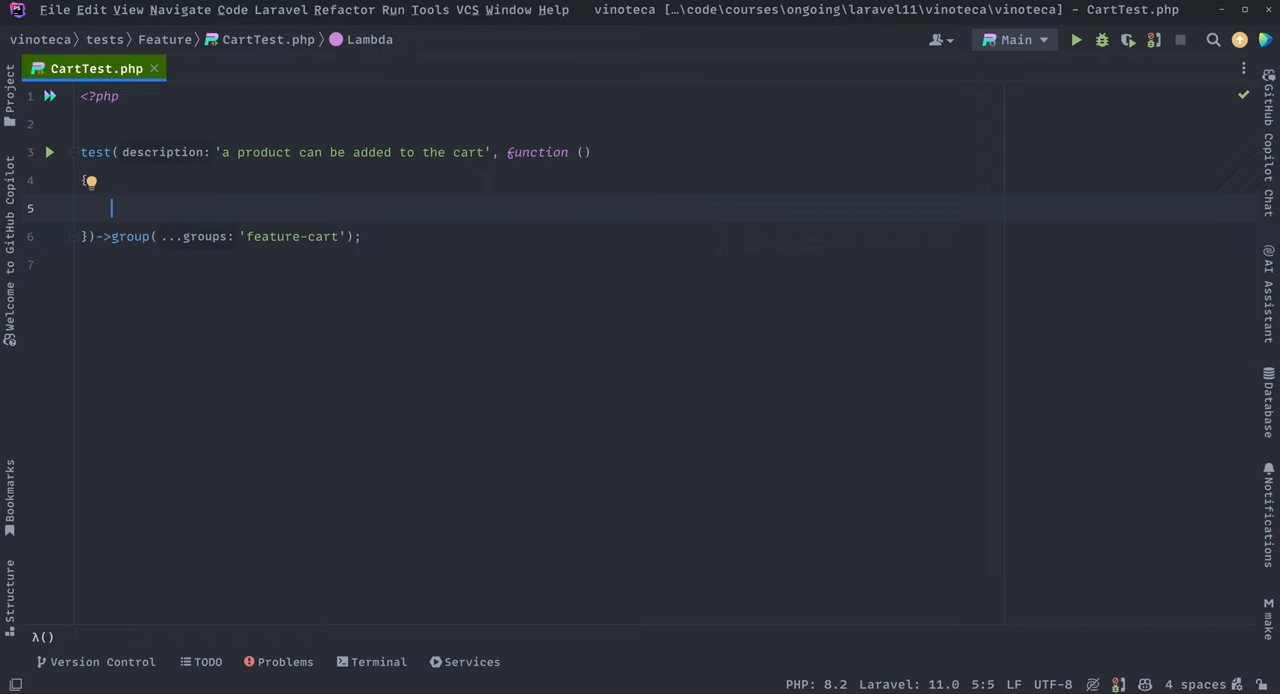 PS File Edit View Navigate Code Laravel Refactor Run Tools VCS Window Help vinoteca […\code\courses\ongoing\laravel11\vinoteca\vinoteca] - CartTest.php
vinoteca tests Feature CartTest.php Lambda Main
CartTest.php
1 <?php
2
3 test( description: 'a product can be added to the cart', function ()
4 {
5
6 })->group( ...groups: 'feature-cart');
7
Project
Welcome to GitHub Copilot
Bookmarks
Structure
GitHub Copilot Chat
AI Assistant
Database
Notifications
M make
λ()
Version Control TODO Problems Terminal Services
PHP: 8.2 Laravel: 11.0 5:5 LF UTF-8 4 spaces